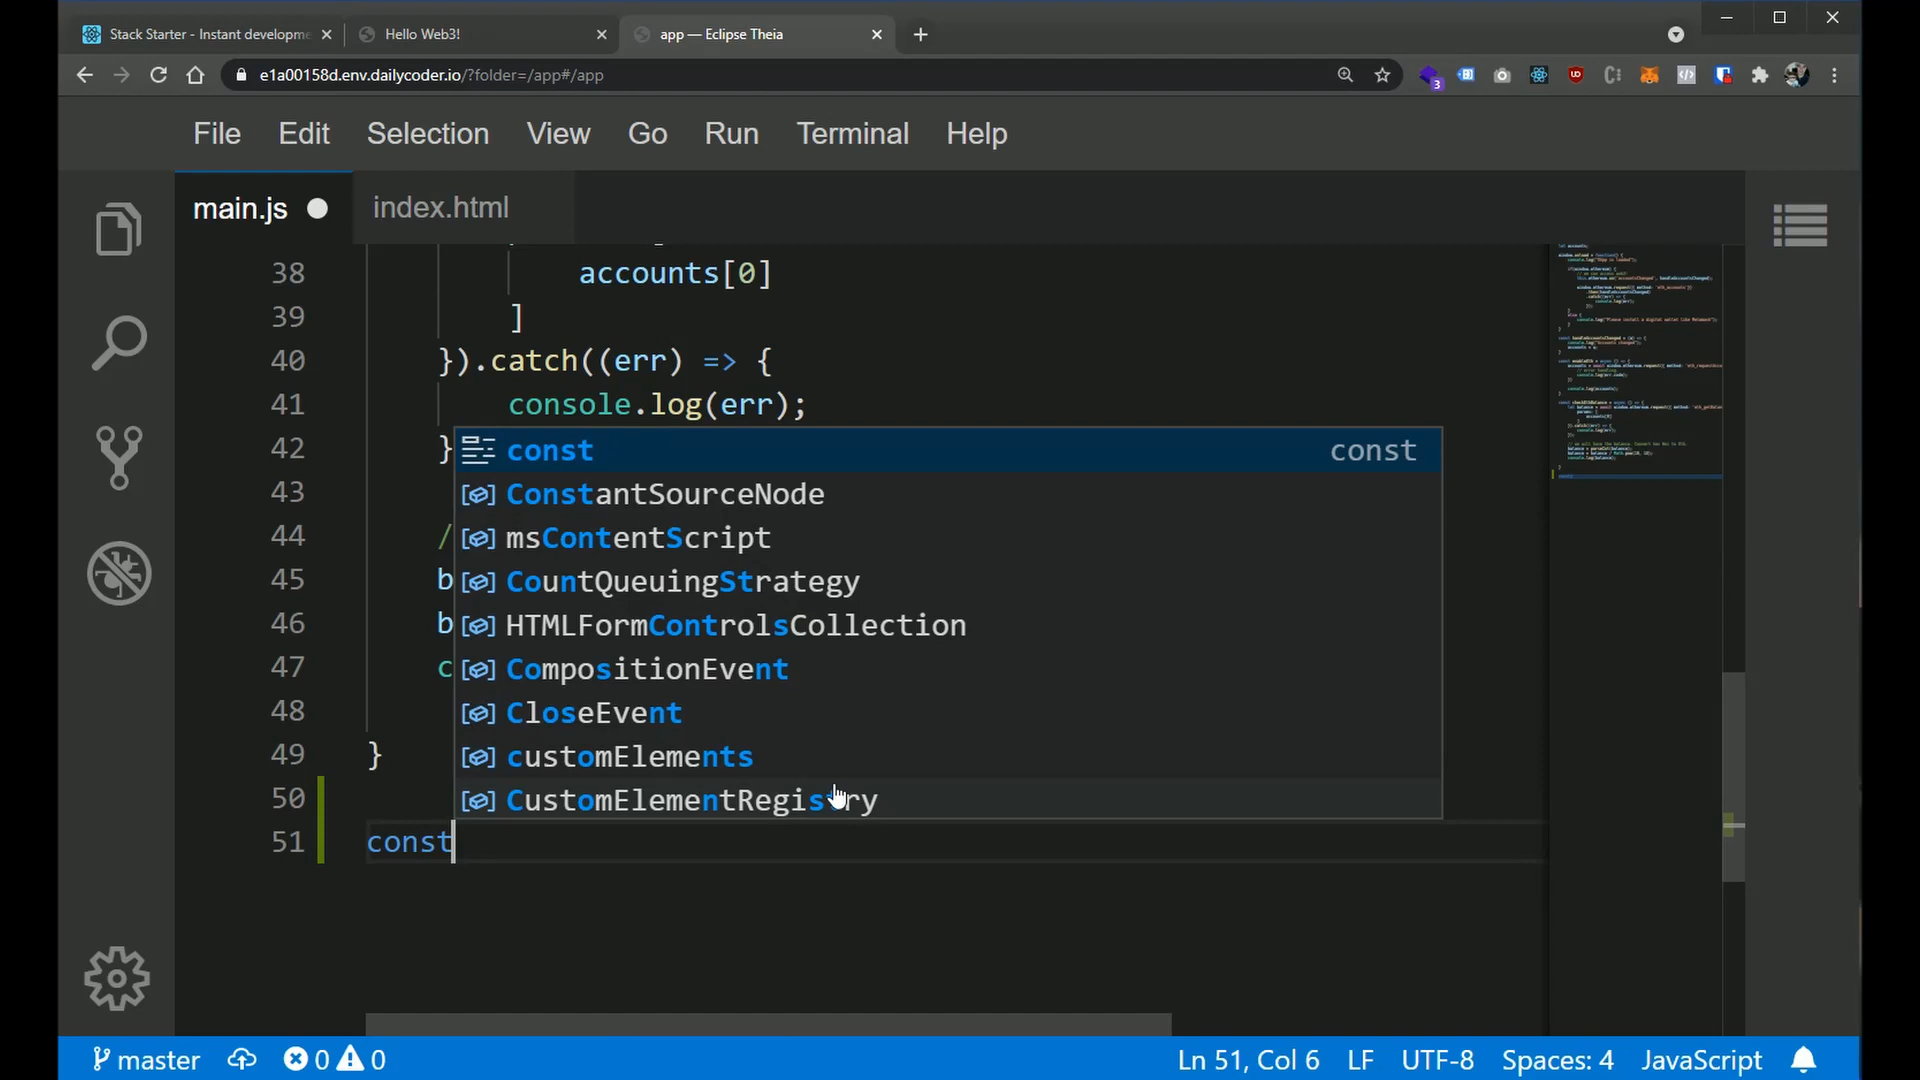 Stack Starter - Instant developme
Hello Web3!
app — Eclipse Theia
e1a00158d.env.dailycoder.io/?folder=/app#/app
3
File Edit Selection View Go Run Terminal Help
main.js
index.html
38 accounts[0]
39 ]
40 }).catch((err) => {
41 console.log(err);
42 }
const const
43
ConstantSourceNode
44 /
msContentScript
45 b
CountQueuingStrategy
46 b
HTMLFormControlsCollection
47 c
CompositionEvent
48
CloseEvent
49 }
customElements
50
CustomElementRegistry
51 const
master 0 0 Ln 51, Col 6 LF UTF-8 Spaces: 4 JavaScript